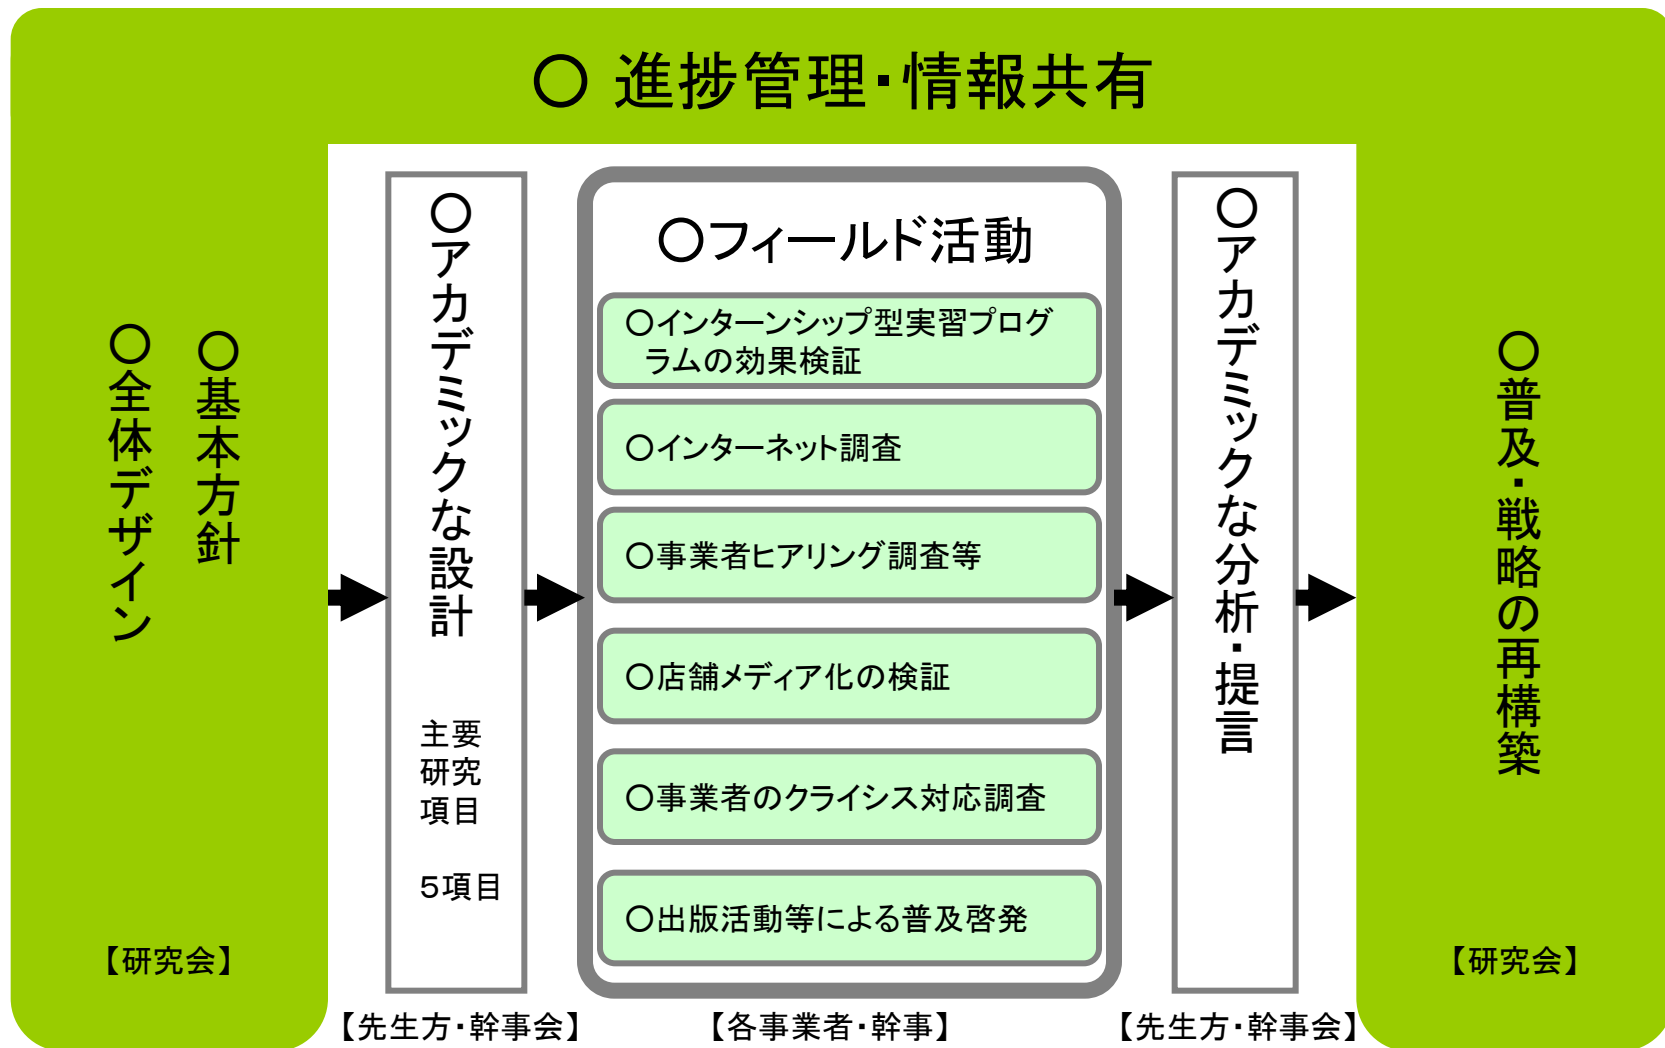 ○ 進捗管理・情報共有
○基本方針
○全体デザイン
【研究会】
○アカデミックな設計
主要
研究
項目
5項目
【先生方・幹事会】
○フィールド活動
○インターンシップ型実習プログ
ラムの効果検証
○インターネット調査
○事業者ヒアリング調査等
○店舗メディア化の検証
○事業者のクライシス対応調査
○出版活動等による普及啓発
【各事業者・幹事】
○アカデミックな分析・提言
【先生方・幹事会】
○普及・戦略の再構築
【研究会】